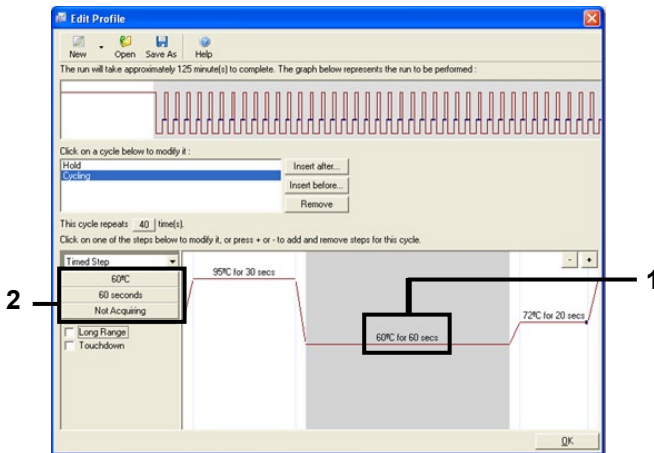 Edit Profile
New Open Save As Help
The run will take approximately 125 minute(s) to complete. The graph below represents the run to be performed :
Click on a cycle below to modify it :
Hold
Cycling
Insert after...
Insert before...
Remove
This cycle repeats 40 time(s).
Click on one of the steps below to modify it, or press + or - to add and remove steps for this cycle.
Timed Step
- +
60ºC
60 seconds
Not Acquiring
Long Range
Touchdown
95ºC for 30 secs
60ºC for 60 secs
72ºC for 20 secs
1
2
OK